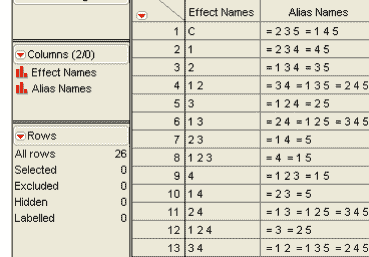 Effect Names Alias Names
1 C = 2 3 5 = 1 4 5
2 1 = 2 3 4 = 4 5
3 2 = 1 3 4 = 3 5
4 1 2 = 3 4 = 1 3 5 = 2 4 5
5 3 = 1 2 4 = 2 5
6 1 3 = 2 4 = 1 2 5 = 3 4 5
7 2 3 = 1 4 = 5
8 1 2 3 = 4 = 1 5
9 4 = 1 2 3 = 1 5
10 1 4 = 2 3 = 5
11 2 4 = 1 3 = 1 2 5 = 3 4 5
12 1 2 4 = 3 = 2 5
13 3 4 = 1 2 = 1 3 5 = 2 4 5
Columns (2/0)
Effect Names
Alias Names
Rows
All rows 26
Selected 0
Excluded 0
Hidden 0
Labelled 0